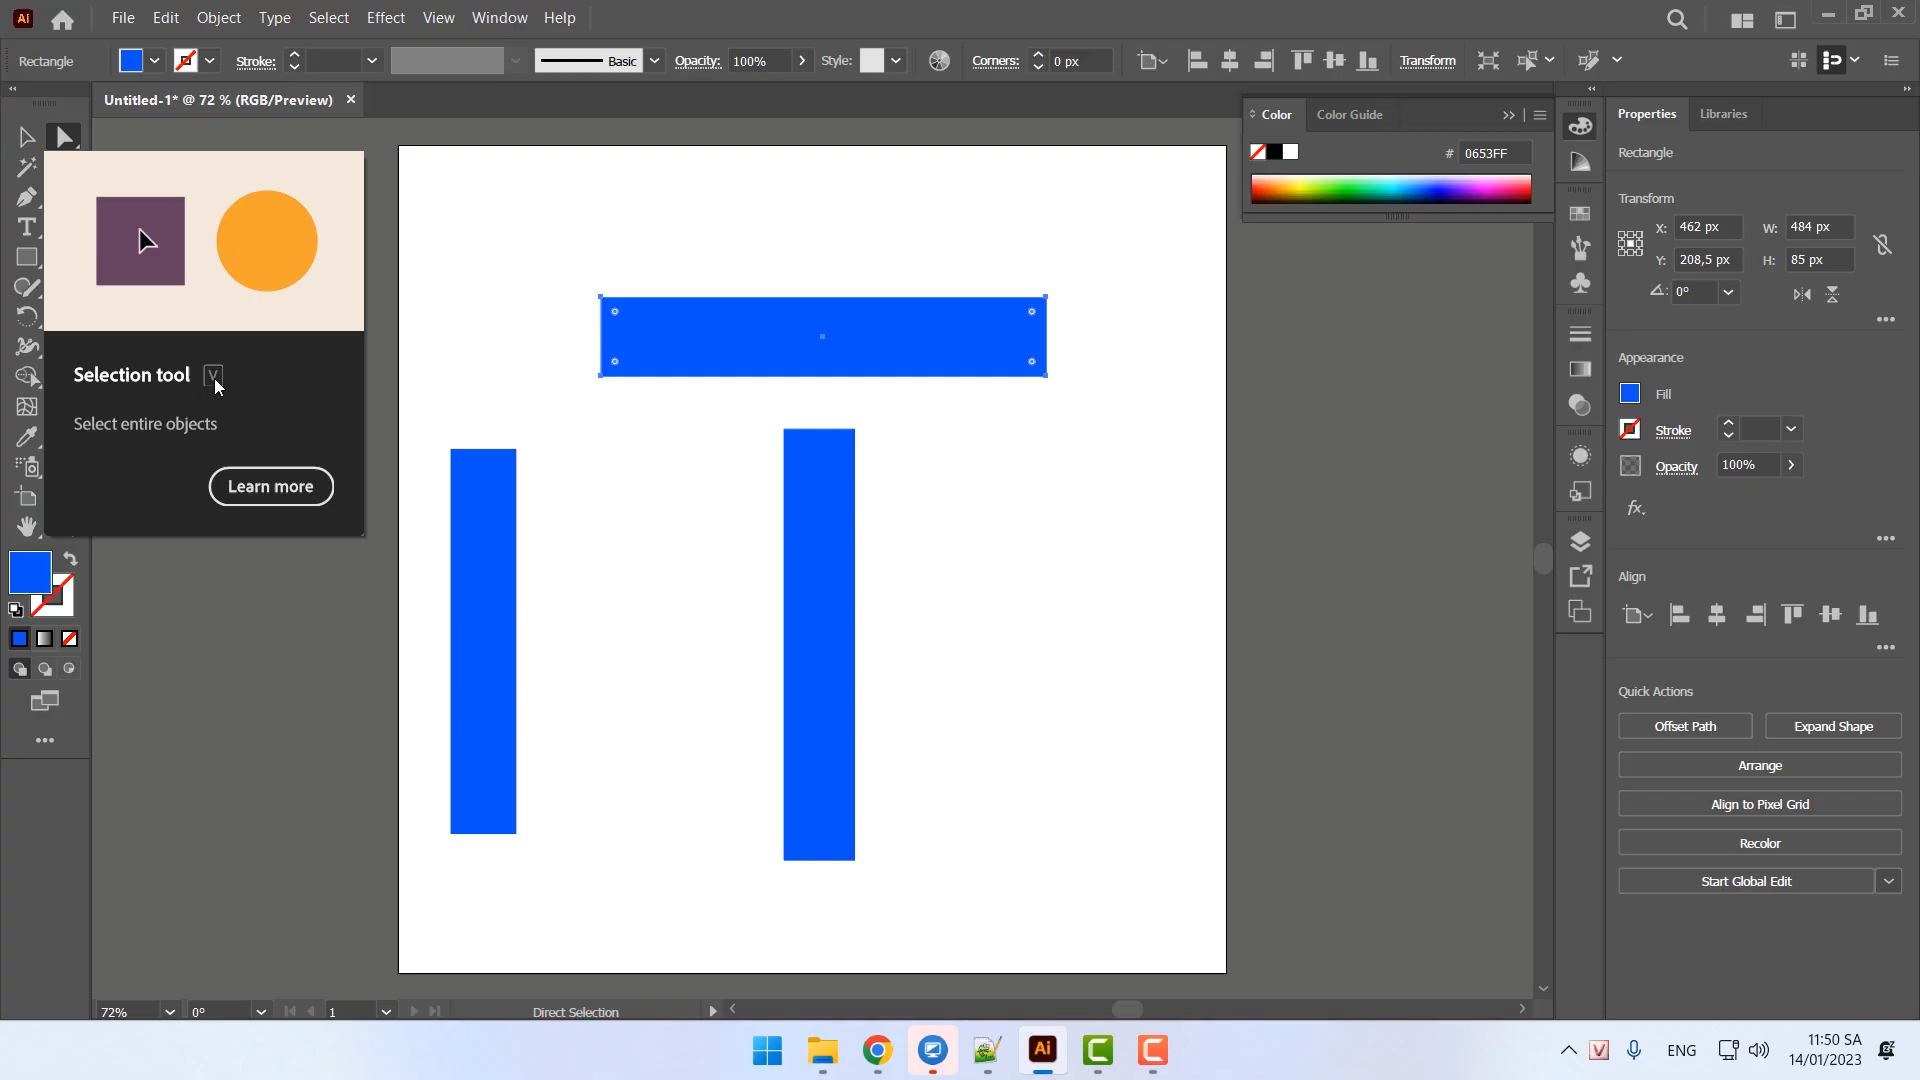 Ai File Edit Object Type Select Effect View Window Help
Rectangle Stroke: Basic Opacity: 100% Style: Corners: 0 px Transform
Untitled-1* @ 72 % (RGB/Preview)
Color Color Guide
# 0653FF
Properties Libraries
Rectangle
Transform
X: 462 px W: 484 px
Y: 208,5 px H: 85 px
0°
Appearance
Fill
Stroke
Opacity 100%
fx.
Align
Quick Actions
Offset Path Expand Shape
Arrange
Align to Pixel Grid
Recolor
Start Global Edit
Selection tool V
Select entire objects
Learn more
72% 0° 1 Direct Selection
Ai
ENG
11:50 SA
14/01/2023